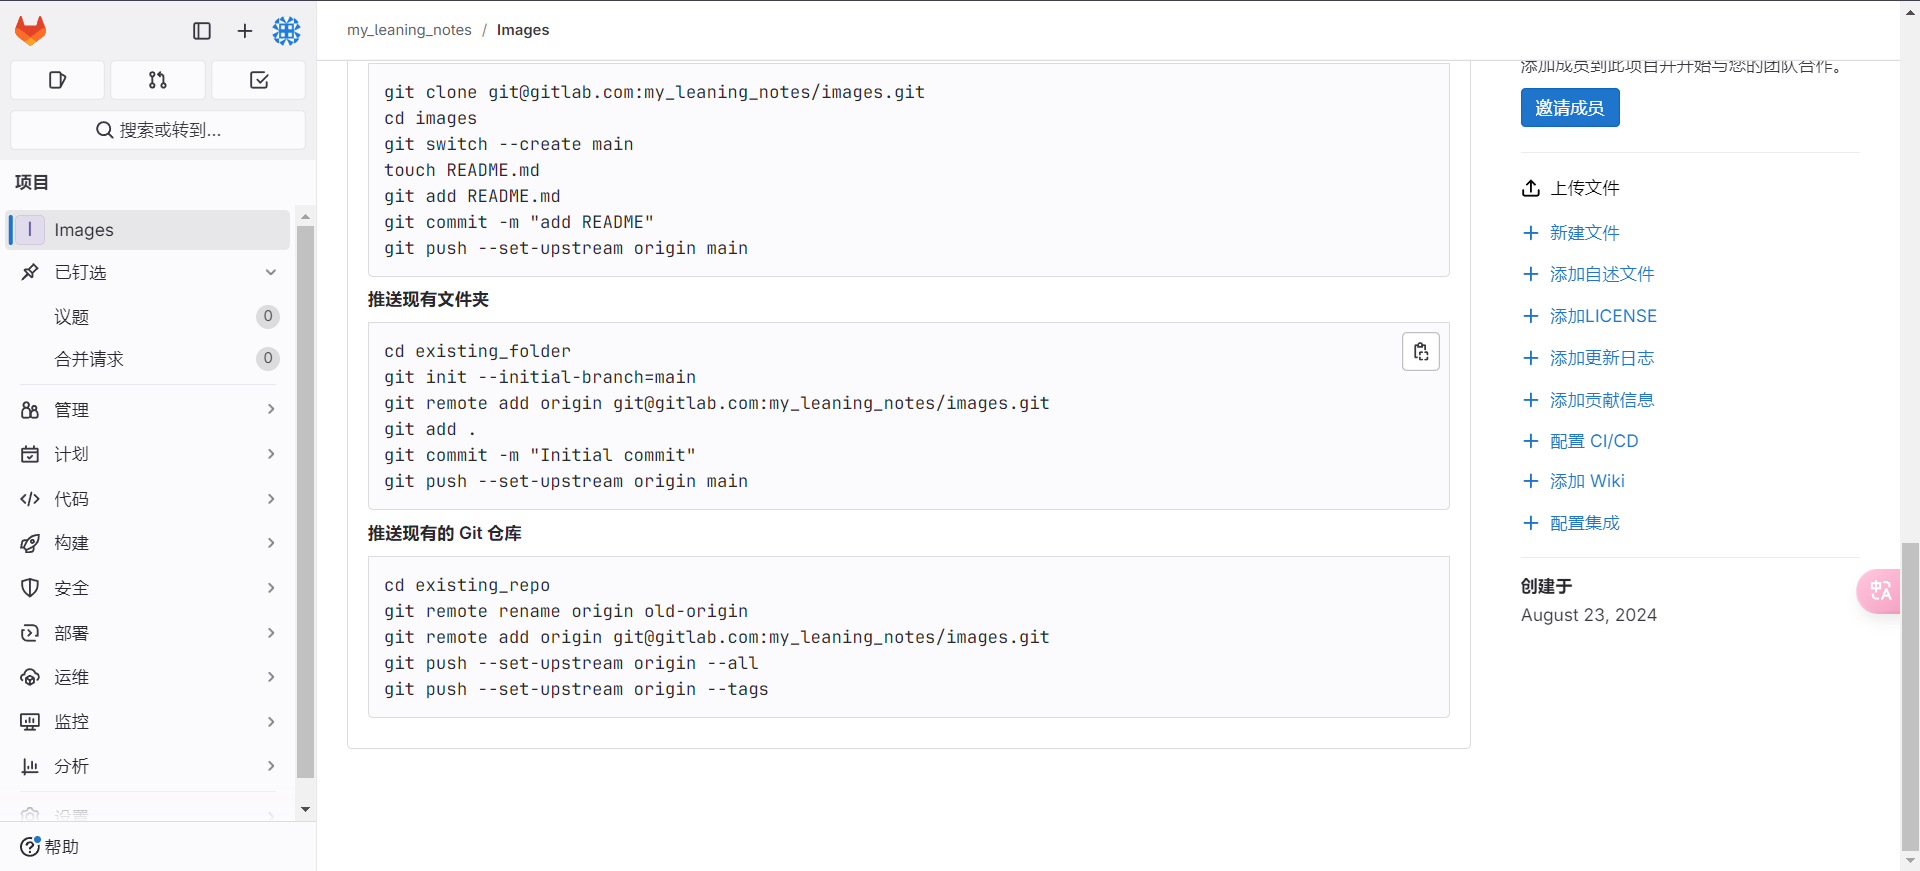 my_leaning_notes / Images
搜索或转到...
项目
I Images
已钉选
议题 0
合并请求 0
管理
计划
代码
构建
安全
部署
运维
监控
分析
设置
帮助
git clone git@gitlab.com:my_leaning_notes/images.git
cd images
git switch --create main
touch README.md
git add README.md
git commit -m "add README"
git push --set-upstream origin main
推送现有文件夹
cd existing_folder
git init --initial-branch=main
git remote add origin git@gitlab.com:my_leaning_notes/images.git
git add .
git commit -m "Initial commit"
git push --set-upstream origin main
推送现有的 Git 仓库
cd existing_repo
git remote rename origin old-origin
git remote add origin git@gitlab.com:my_leaning_notes/images.git
git push --set-upstream origin --all
git push --set-upstream origin --tags
添加成员到此项目并开始与您的团队合作。
邀请成员
上传文件
新建文件
添加自述文件
添加LICENSE
添加更新日志
添加贡献信息
配置 CI/CD
添加 Wiki
配置集成
创建于
August 23, 2024